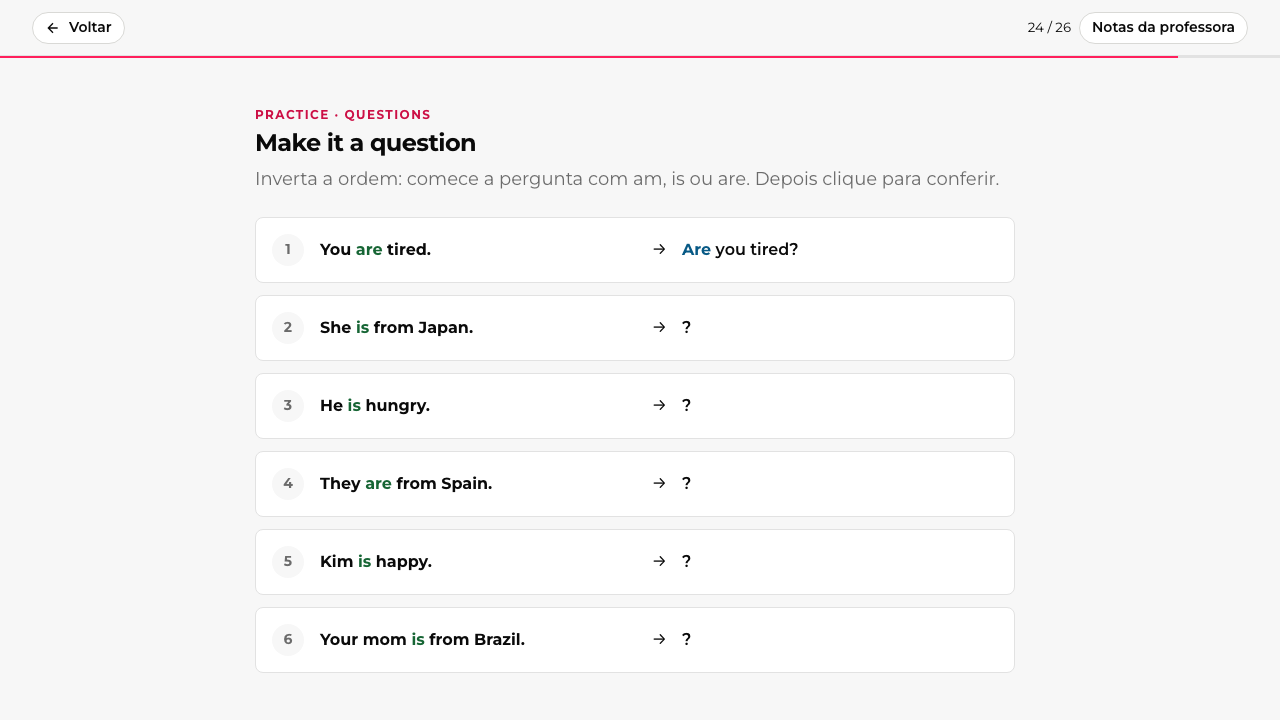 ← Voltar
24 / 26
Notas da professora
PRACTICE · QUESTIONS
Make it a question
Inverta a ordem: comece a pergunta com am, is ou are. Depois clique para conferir.
1 You are tired. → Are you tired?
2 She is from Japan. → ?
3 He is hungry. → ?
4 They are from Spain. → ?
5 Kim is happy. → ?
6 Your mom is from Brazil. → ?